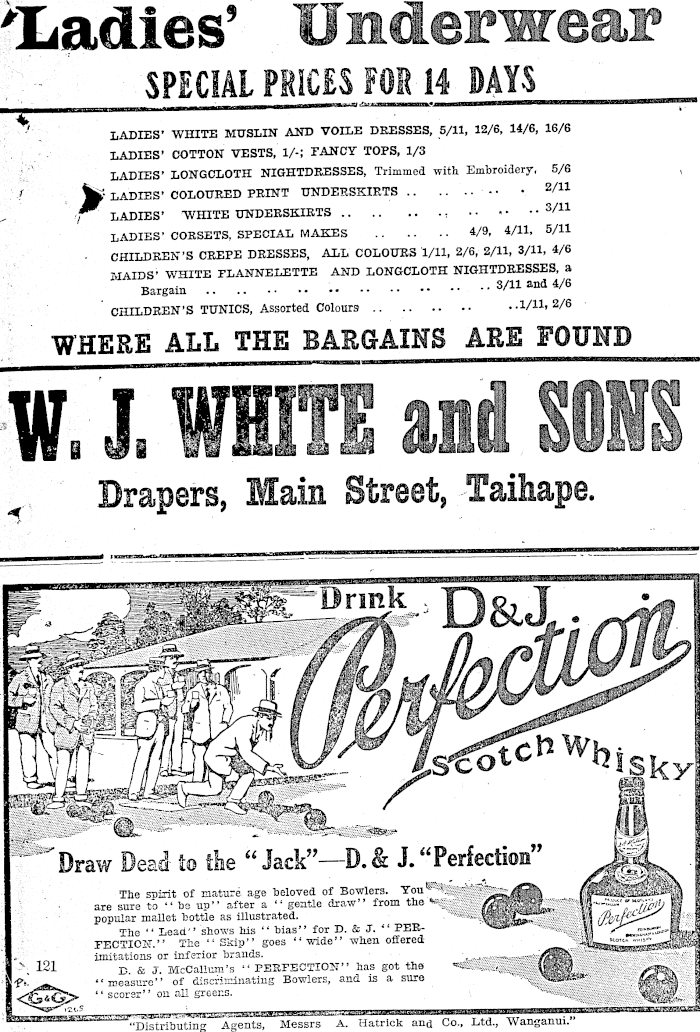 Ladies' Underwear
SPECIAL PRICES FOR 14 DAYS
LADIES' WHITE MUSLIN AND VOILE DRESSES, 5/11, 12/6, 14/6, 16/6
LADIES' COTTON VESTS, 1/-; FANCY TOPS, 1/3
LADIES' LONGCLOTH NIGHTDRESSES, Trimmed with Embroidery, 5/6
LADIES' COLOURED PRINT UNDERSKIRTS .. .. .. .. . 2/11
LADIES' WHITE UNDERSKIRTS .. .. .. .. .. .. .. 3/11
LADIES' CORSETS, SPECIAL MAKES .. .. .. 4/9, 4/11, 5/11
CHILDREN'S CREPE DRESSES, ALL COLOURS 1/11, 2/6, 2/11, 3/11, 4/6
MAIDS' WHITE FLANNELETTE AND LONGCLOTH NIGHTDRESSES, a
Bargain .. .. .. .. .. .. .. .. .. .. .. 3/11 and 4/6
CHILDREN'S TUNICS, Assorted Colours .. .. .. .. ..1/11, 2/6
WHERE ALL THE BARGAINS ARE FOUND
W. J. WHITE and SONS
Drapers, Main Street, Taihape.
Drink D&J
Perfection
Scotch Whisky
Draw Dead to the "Jack"—D. & J. "Perfection"
The spirit of mature age beloved of Bowlers. You
are sure to "be up" after a "gentle draw" from the
popular mallet bottle as illustrated.
The "Lead" shows his "bias" for D. & J. "PER-
FECTION." The "Skip" goes "wide" when offered
imitations or inferior brands.
D. & J. McCallum's "PERFECTION" has got the
"measure" of discriminating Bowlers, and is a sure
"scorer" on all greens.
121
G&G
1265
Perfection
SCOTCH WHISKY
"Distributing Agents, Messrs A. Hatrick and Co., Ltd., Wanganui."